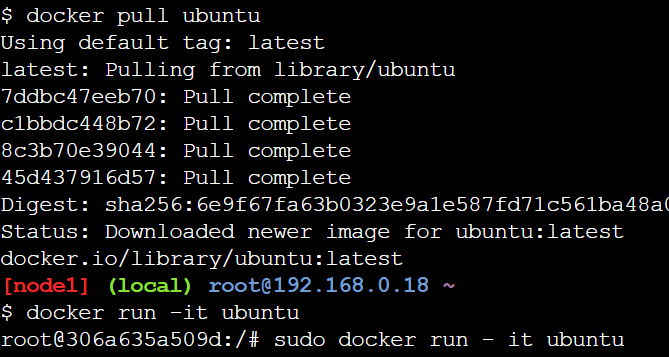 $ docker pull ubuntu
Using default tag: latest
latest: Pulling from library/ubuntu
7ddbc47eeb70: Pull complete
c1bbdc448b72: Pull complete
8c3b70e39044: Pull complete
45d437916d57: Pull complete
Digest: sha256:6e9f67fa63b0323e9a1e587fd71c561ba48a0
Status: Downloaded newer image for ubuntu:latest
docker.io/library/ubuntu:latest
[node1] (local) root@192.168.0.18 ~
$ docker run -it ubuntu
root@306a635a509d:/# sudo docker run - it ubuntu